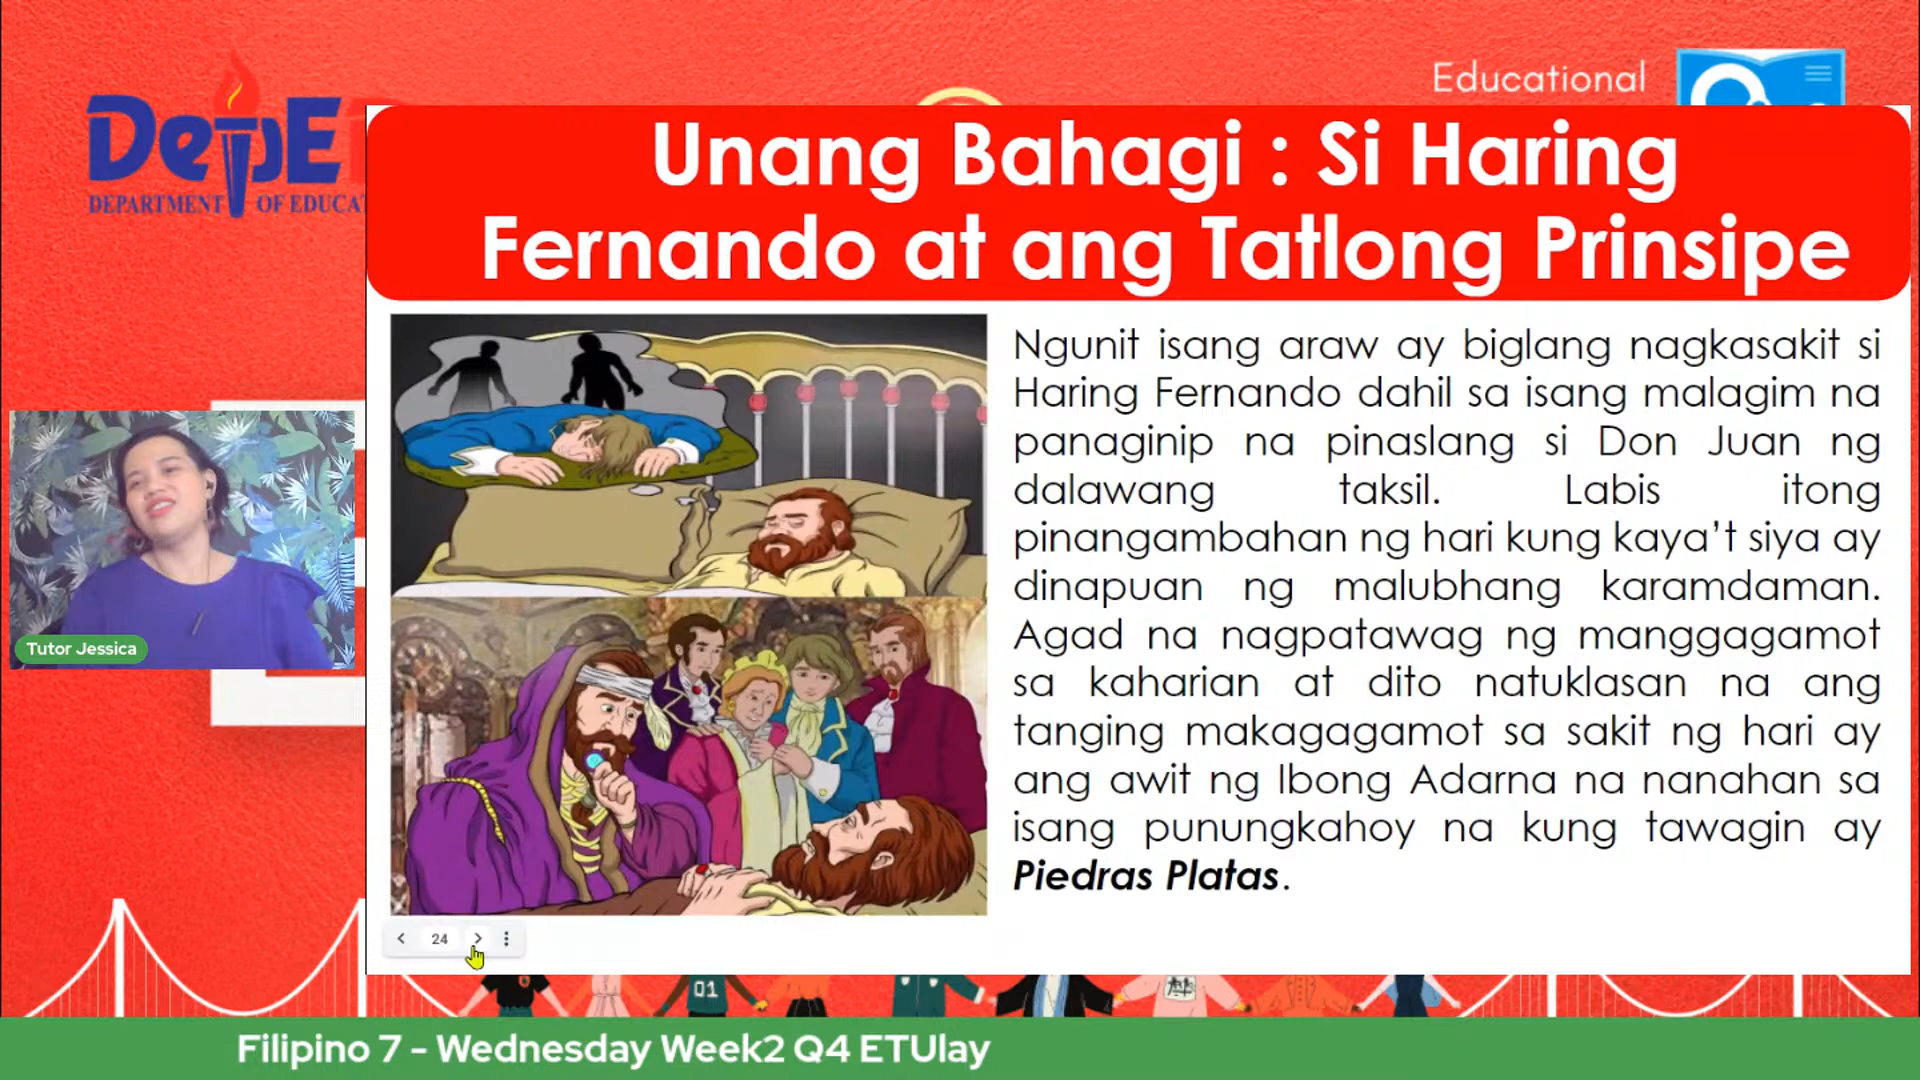 Educational
DepE
DEPARTMENT OF EDUCAT
Unang Bahagi : Si Haring
Fernando at ang Tatlong Prinsipe
Ngunit isang araw ay biglang nagkasakit si
Haring Fernando dahil sa isang malagim na
panaginip na pinaslang si Don Juan ng
dalawang taksil. Labis itong
pinangambahan ng hari kung kaya't siya ay
dinapuan ng malubhang karamdaman.
Agad na nagpatawag ng manggagamot
sa kaharian at dito natuklasan na ang
tanging makagagamot sa sakit ng hari ay
ang awit ng Ibong Adarna na nanahan sa
isang punungkahoy na kung tawagin ay
Piedras Platas.
Tutor Jessica
24
01
Filipino 7 - Wednesday Week2 Q4 ETUlay